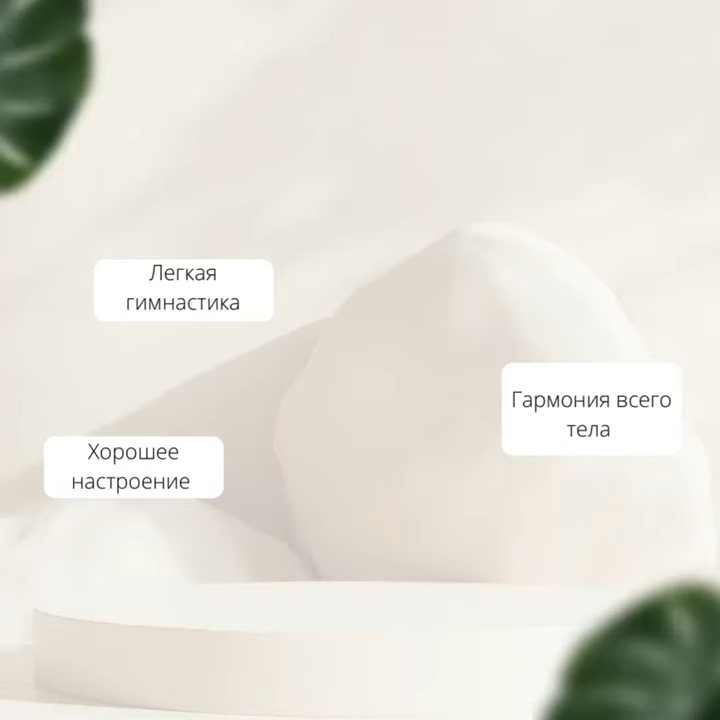 Легкая
гимнастика
Гармония всего
тела
Хорошее
настроение